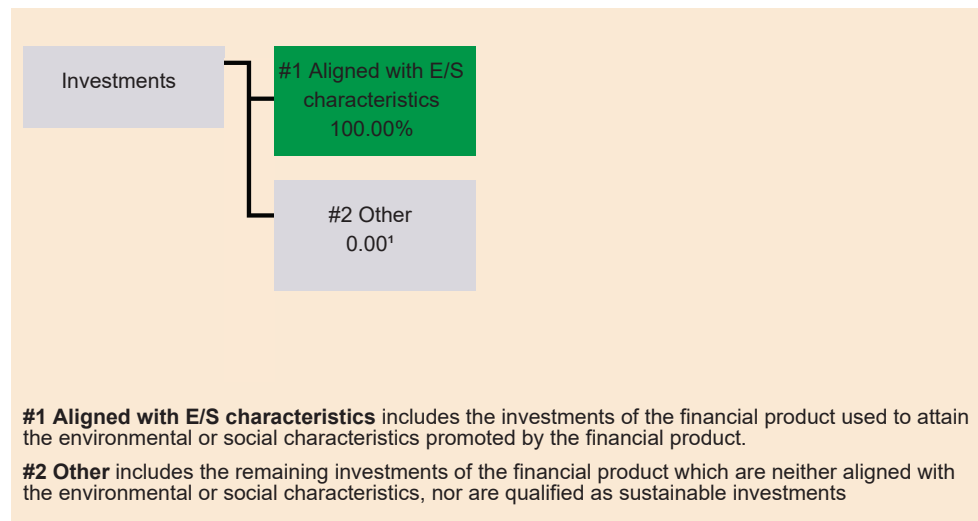 Investments
#1 Aligned with E/S
characteristics
100.00%
#2 Other
0.00¹
#1 Aligned with E/S characteristics includes the investments of the financial product used to attain
the environmental or social characteristics promoted by the financial product.
#2 Other includes the remaining investments of the financial product which are neither aligned with
the environmental or social characteristics, nor are qualified as sustainable investments